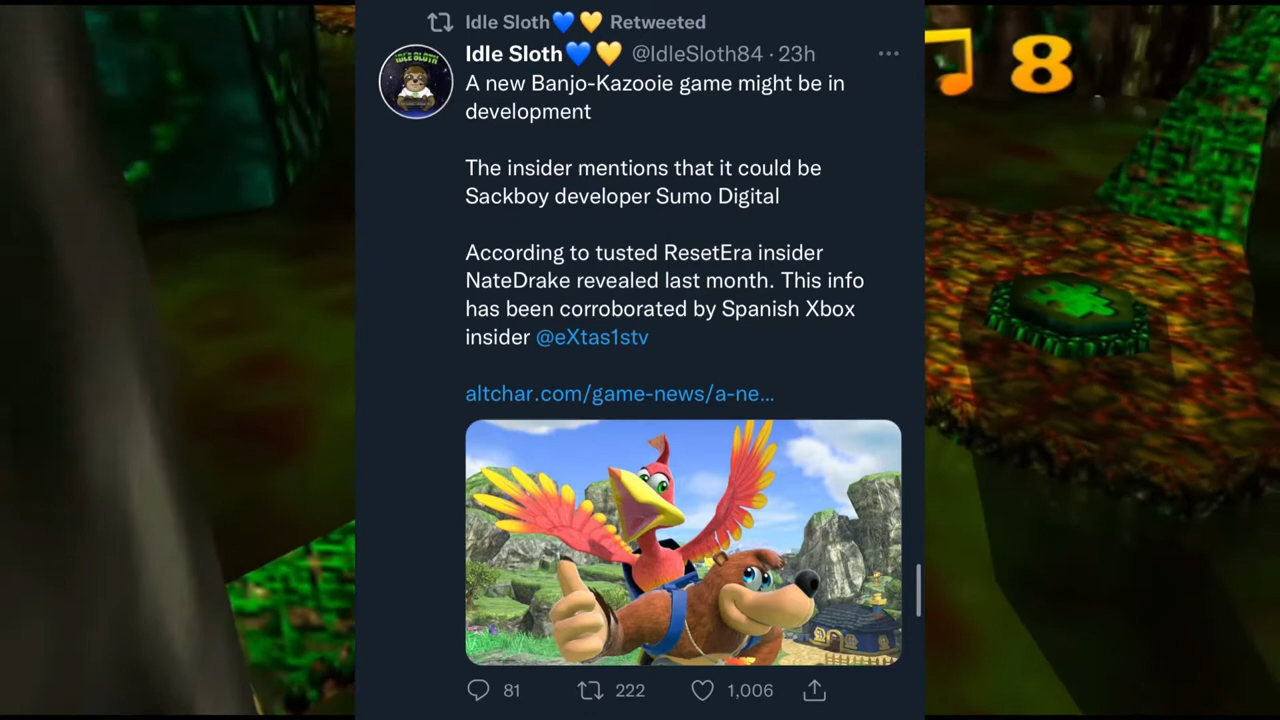 Idle Sloth💙💛 Retweeted
IDLE SLOTH
Idle Sloth💙💛 @IdleSloth84 · 23h
A new Banjo-Kazooie game might be in
development
The insider mentions that it could be
Sackboy developer Sumo Digital
According to tusted ResetEra insider
NateDrake revealed last month. This info
has been corroborated by Spanish Xbox
insider @eXtas1stv
altchar.com/game-news/a-ne...
81 222 1,006
8